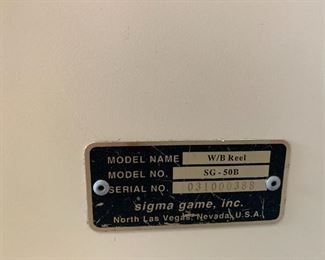 MODEL NAME W/B Reel
MODEL NO. SG - 50B
SERIAL NO. 031000388
sigma game, inc.
North Las Vegas, Nevada, U.S.A.